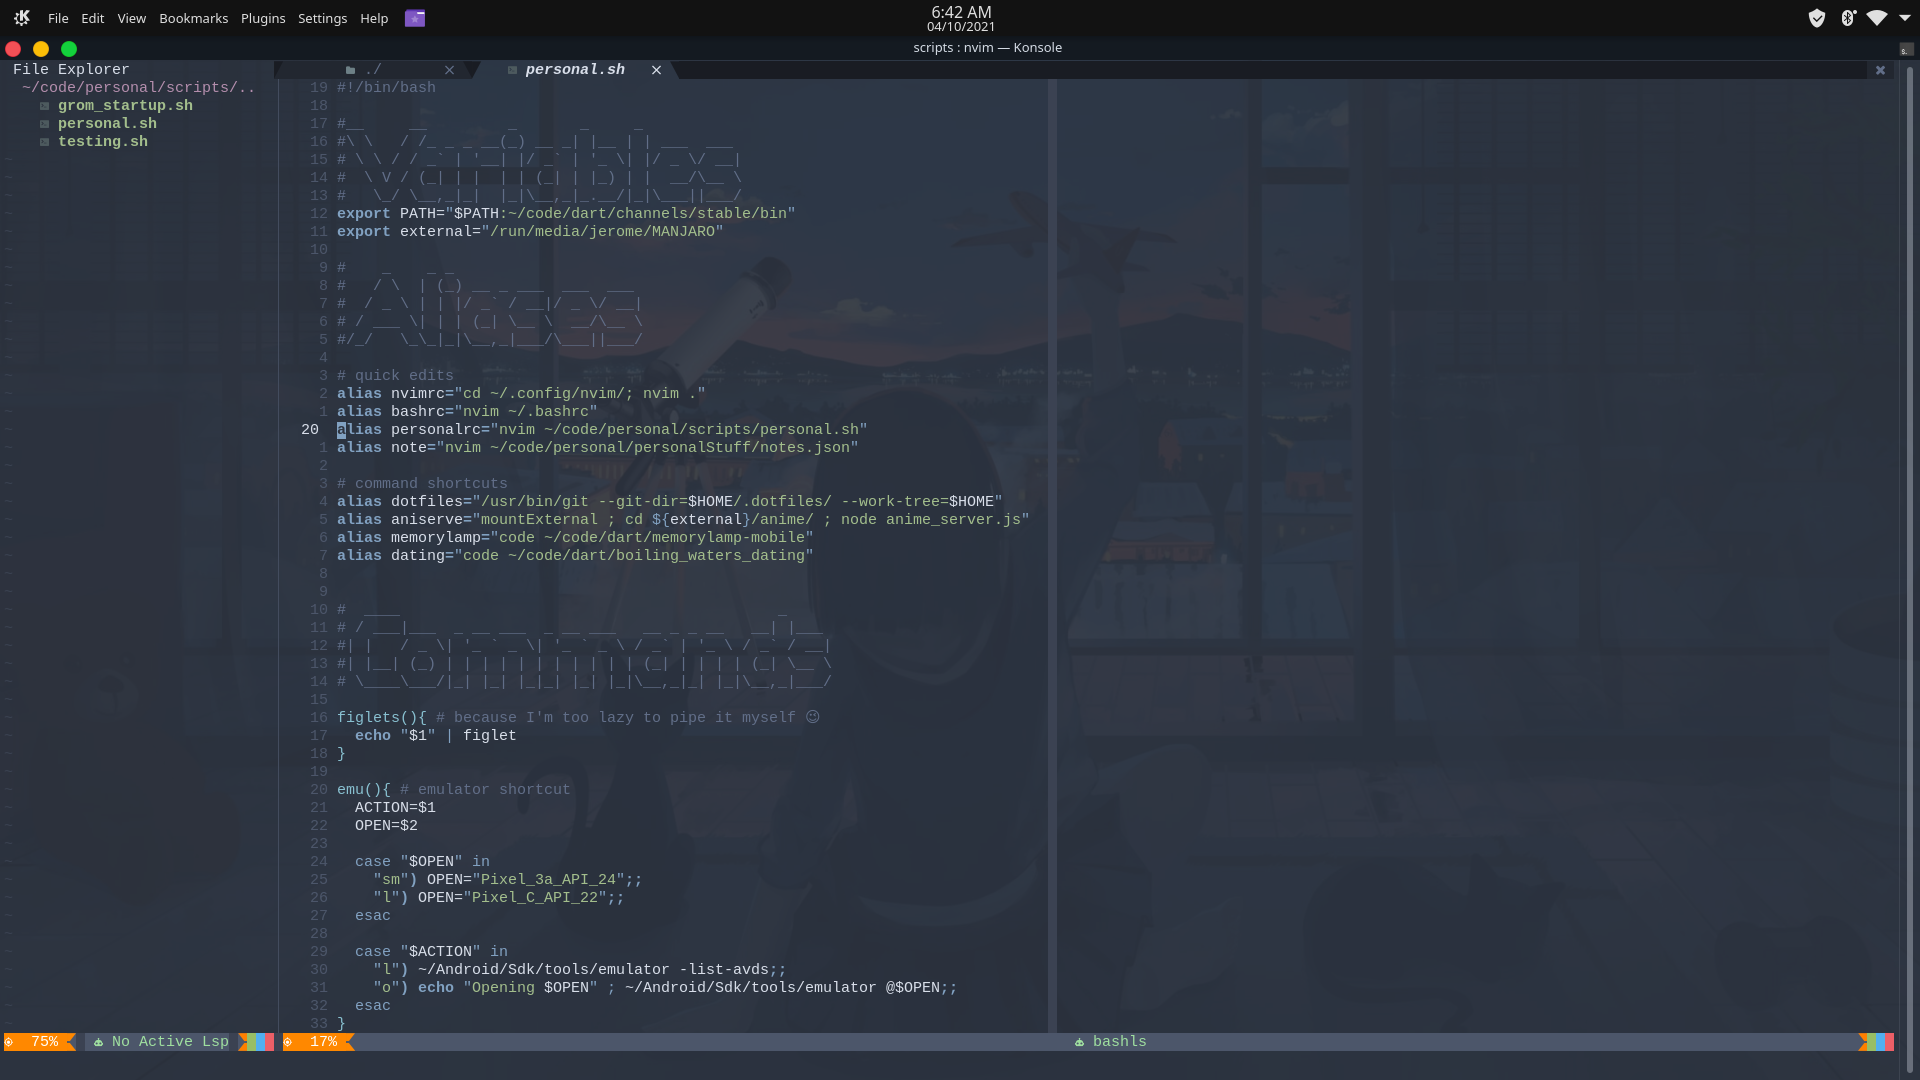 File Edit View Bookmarks Plugins Settings Help
6:42 AM
04/10/2021
scripts : nvim — Konsole
File Explorer
~/code/personal/scripts/..
grom_startup.sh
personal.sh
testing.sh
./
personal.sh
19 #!/bin/bash
18
17 #__     __         _       _     _
16 #\ \   / /_ _ _ __(_) __ _| |__ | | ___  ___
15 # \ \ / / _` | '__| |/ _` | '_ \| |/ _ \/ __|
14 #  \ V / (_| | |  | | (_| | |_) | |  __/\__ \
13 #   \_/ \__,_|_|  |_|\__,_|_.__/|_|\___||___/
12 export PATH="$PATH:~/code/dart/channels/stable/bin"
11 export external="/run/media/jerome/MANJARO"
10
9 #    _    _ _
8 #   / \  | (_) __ _ ___  ___  ___
7 #  / _ \ | | |/ _` / __|/ _ \/ __|
6 # / ___ \| | | (_| \__ \  __/\__ \
5 #/_/   \_\_|_|\__,_|___/\___||___/
4
3 # quick edits
2 alias nvimrc="cd ~/.config/nvim/; nvim ."
1 alias bashrc="nvim ~/.bashrc"
20 alias personalrc="nvim ~/code/personal/scripts/personal.sh"
1 alias note="nvim ~/code/personal/personalStuff/notes.json"
2
3 # command shortcuts
4 alias dotfiles="/usr/bin/git --git-dir=$HOME/.dotfiles/ --work-tree=$HOME"
5 alias aniserve="mountExternal ; cd ${external}/anime/ ; node anime_server.js"
6 alias memorylamp="code ~/code/dart/memorylamp-mobile"
7 alias dating="code ~/code/dart/boiling_waters_dating"
8
9
10 #  ____                                          _
11 # / ___|___  _ __ ___  _ __ ___   __ _ _ __   __| |___
12 #| |   / _ \| '_ ` _ \| '_ ` _ \ / _` | '_ \ / _` / __|
13 #| |__| (_) | | | | | | | | | | | (_| | | | | (_| \__ \
14 # \____\___/|_| |_| |_|_| |_| |_|\__,_|_| |_|\__,_|___/
15
16 figlets(){ # because I'm too lazy to pipe it myself 😉
17   echo "$1" | figlet
18 }
19
20 emu(){ # emulator shortcut
21   ACTION=$1
22   OPEN=$2
23
24   case "$OPEN" in
25     "sm") OPEN="Pixel_3a_API_24";;
26     "l") OPEN="Pixel_C_API_22";;
27   esac
28
29   case "$ACTION" in
30     "l") ~/Android/Sdk/tools/emulator -list-avds;;
31     "o") echo "Opening $OPEN" ; ~/Android/Sdk/tools/emulator @$OPEN;;
32   esac
33 }
75% No Active Lsp 17% bashls